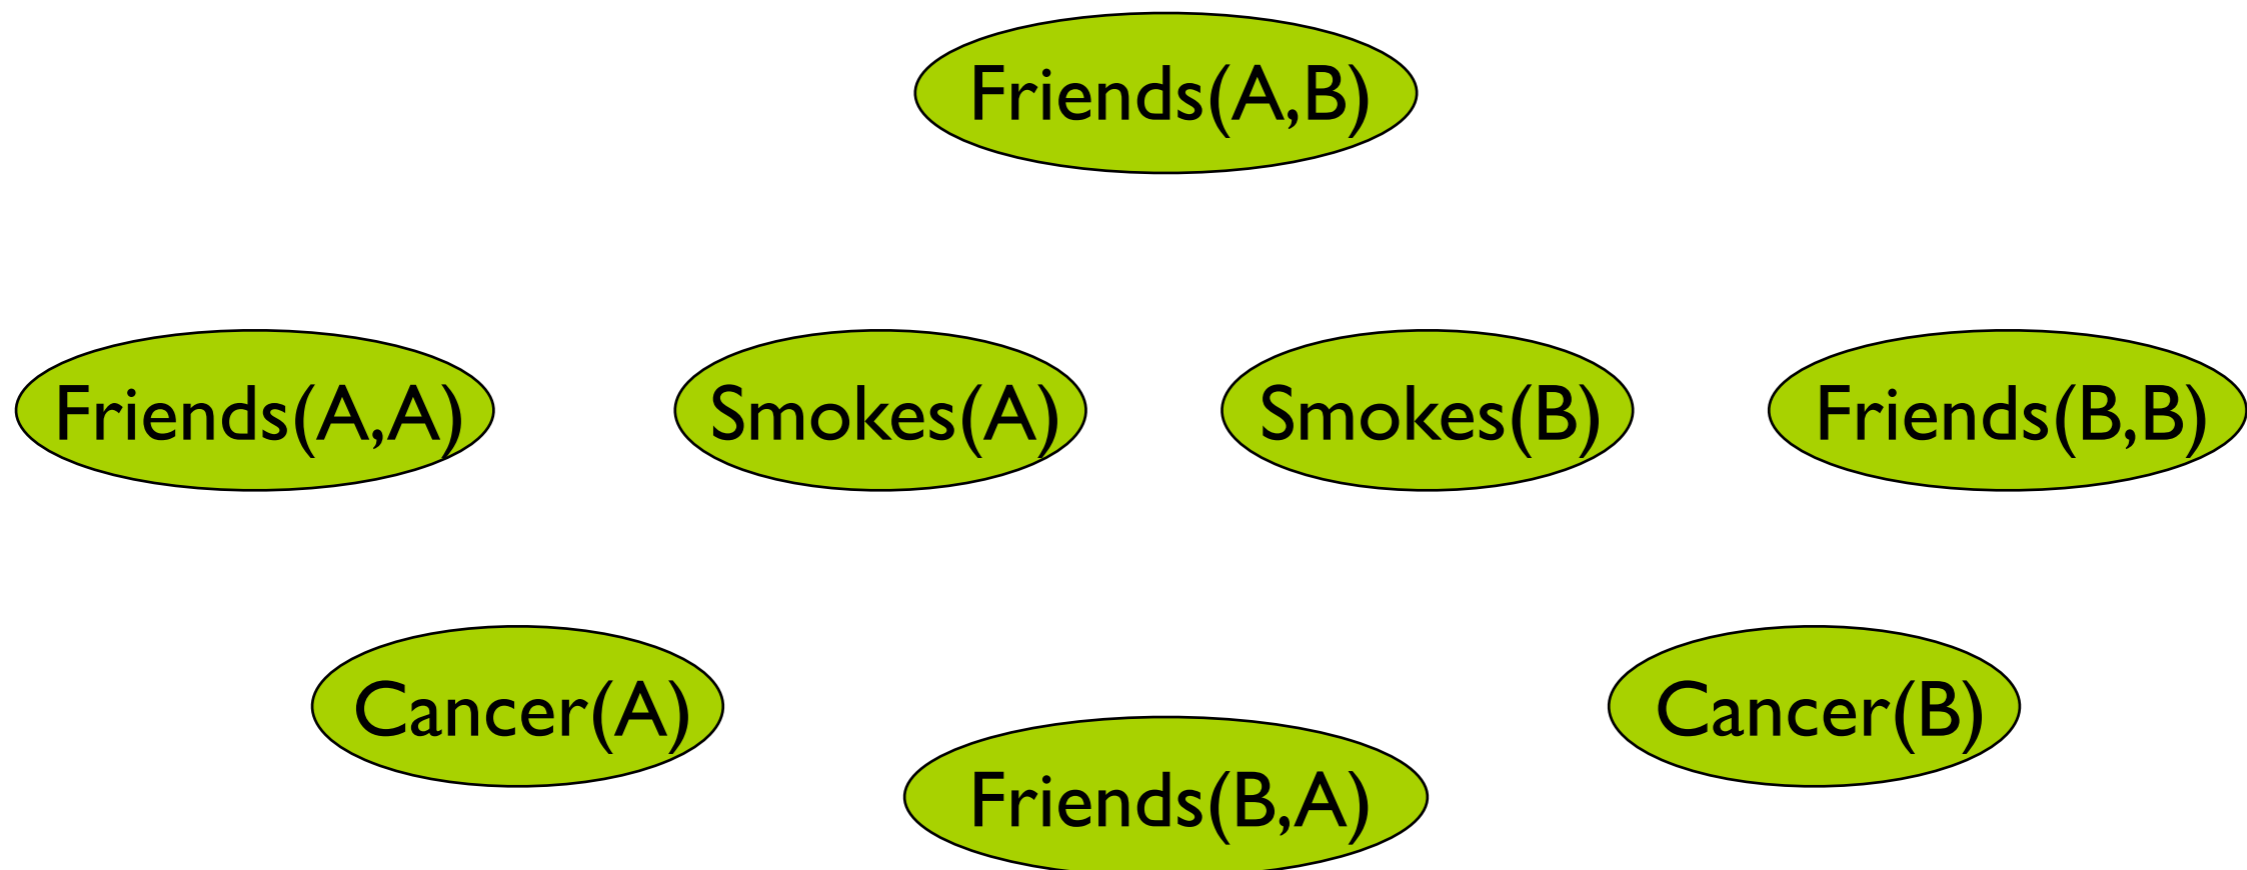 Friends(A,B)
Friends(A,A)
Smokes(A)
Smokes(B)
Friends(B,B)
Cancer(A)
Cancer(B)
Friends(B,A)